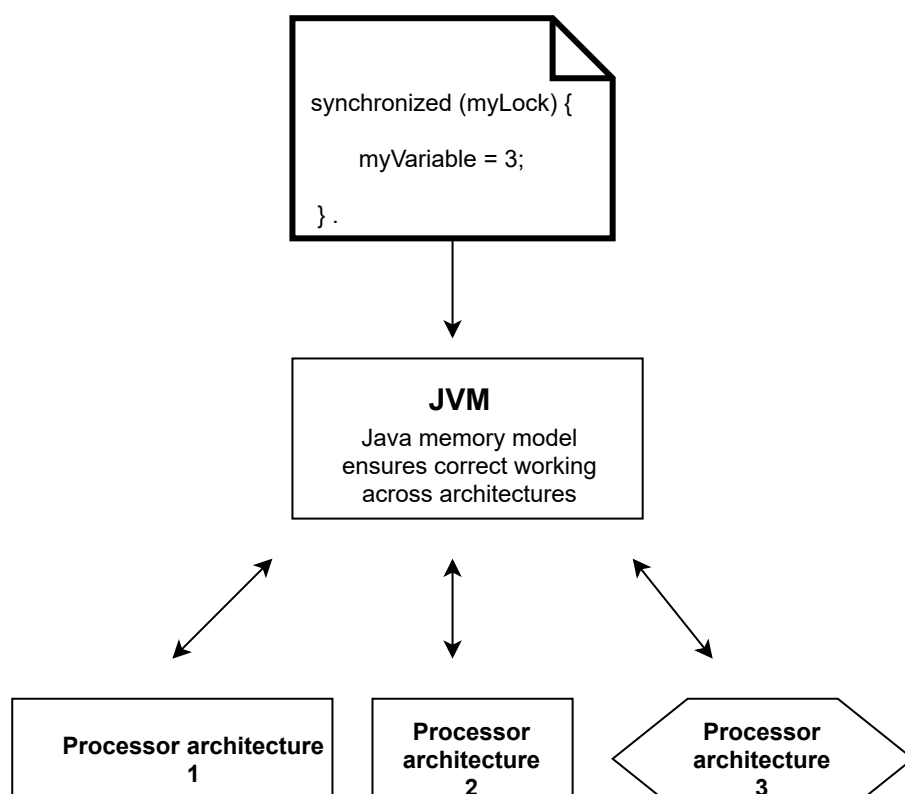 synchronized (myLock) {
myVariable = 3;
} .
JVM
Java memory model
ensures correct working
across architectures
Processor architecture
1
Processor
architecture
2
Processor
architecture
3